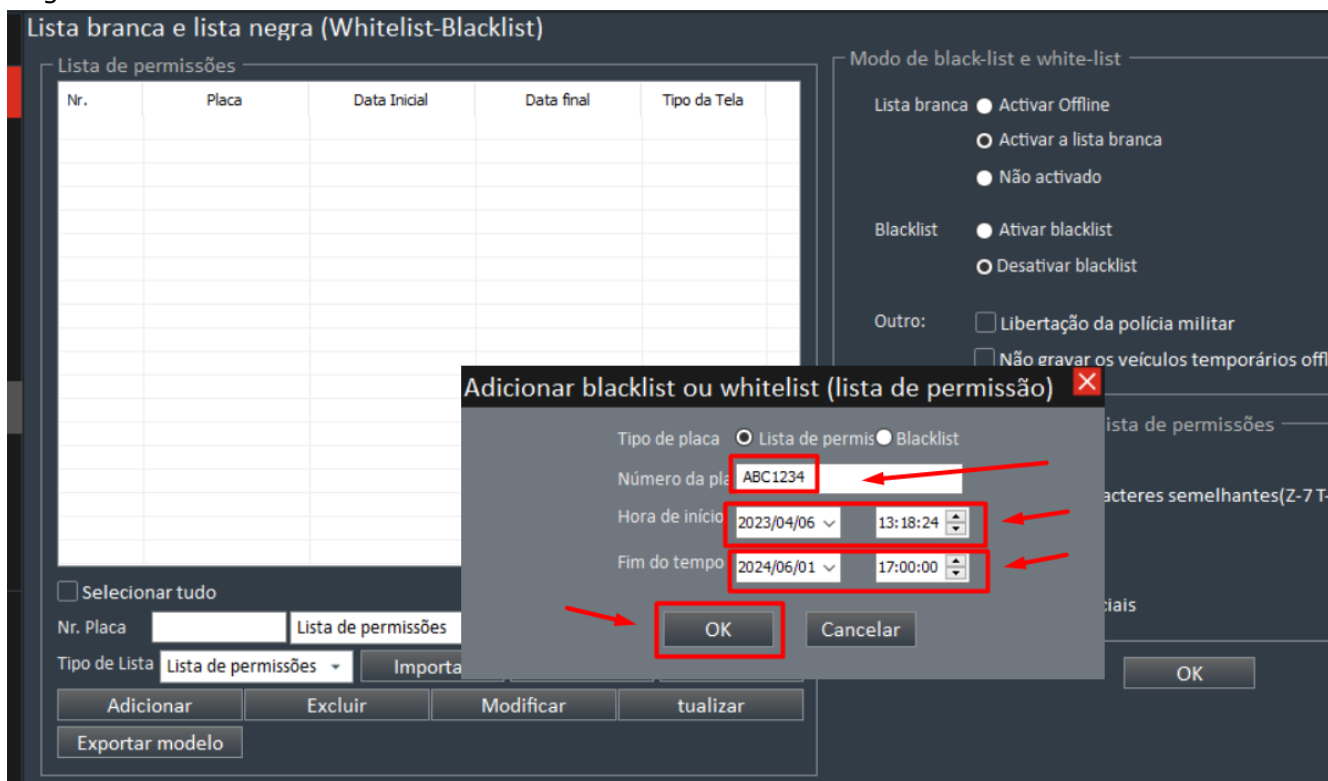 Lista branca e lista negra (Whitelist-Blacklist)
Lista de permissões
Nr. Placa Data Inicial Data final Tipo da Tela
Selecionar tudo
Nr. Placa Lista de permissões
Tipo de Lista Lista de permissões Importa
Adicionar Excluir Modificar tualizar
Exportar modelo
Modo de black-list e white-list
Lista branca Activar Offline
Activar a lista branca
Não activado
Blacklist Ativar blacklist
Desativar blacklist
Outro: Libertação da polícia militar
Não gravar os veículos temporários offl
ista de permissões
acteres semelhantes(Z-7 T-
ciais
OK
Adicionar blacklist ou whitelist (lista de permissão)
Tipo de placa Lista de permis Blacklist
Número da pla ABC1234
Hora de início 2023/04/06 13:18:24
Fim do tempo 2024/06/01 17:00:00
OK Cancelar